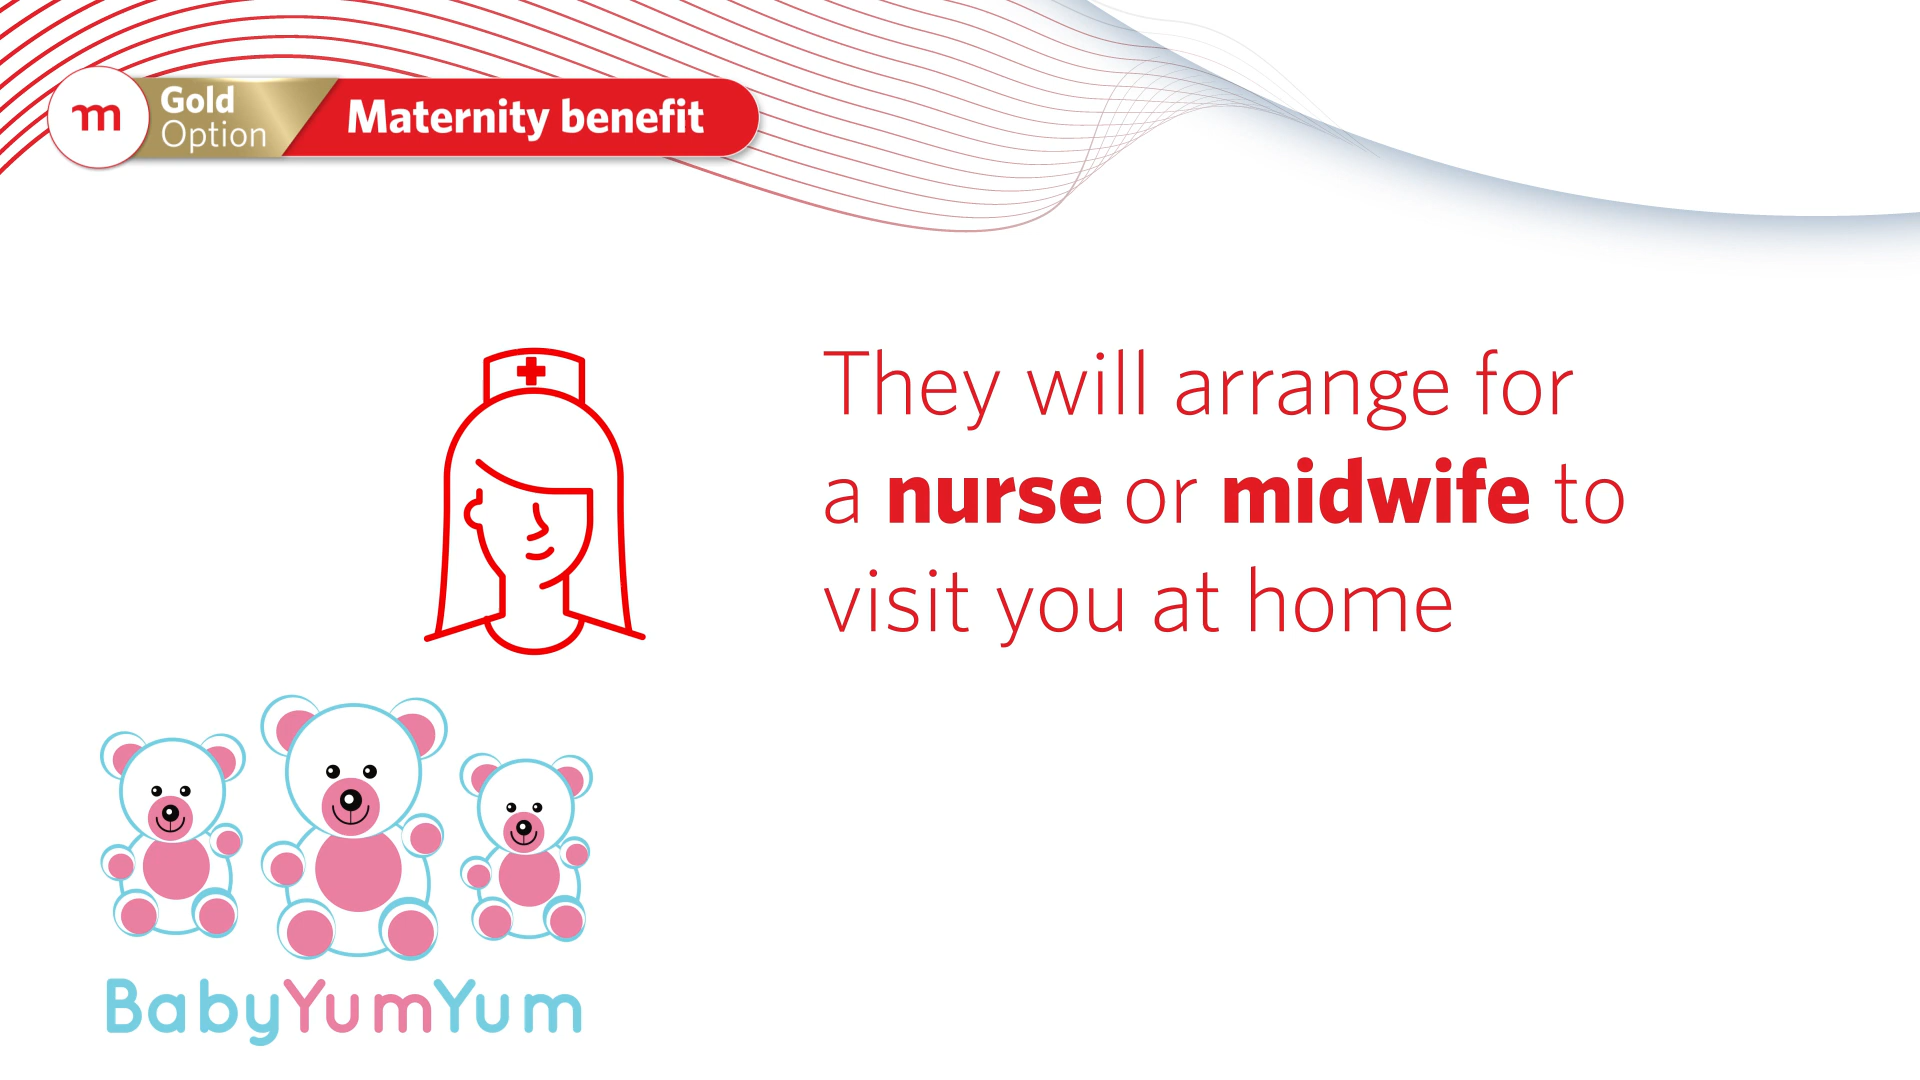 m
Gold
Option
Maternity benefit
They will arrange for
a nurse or midwife to
visit you at home
BabyYumYum